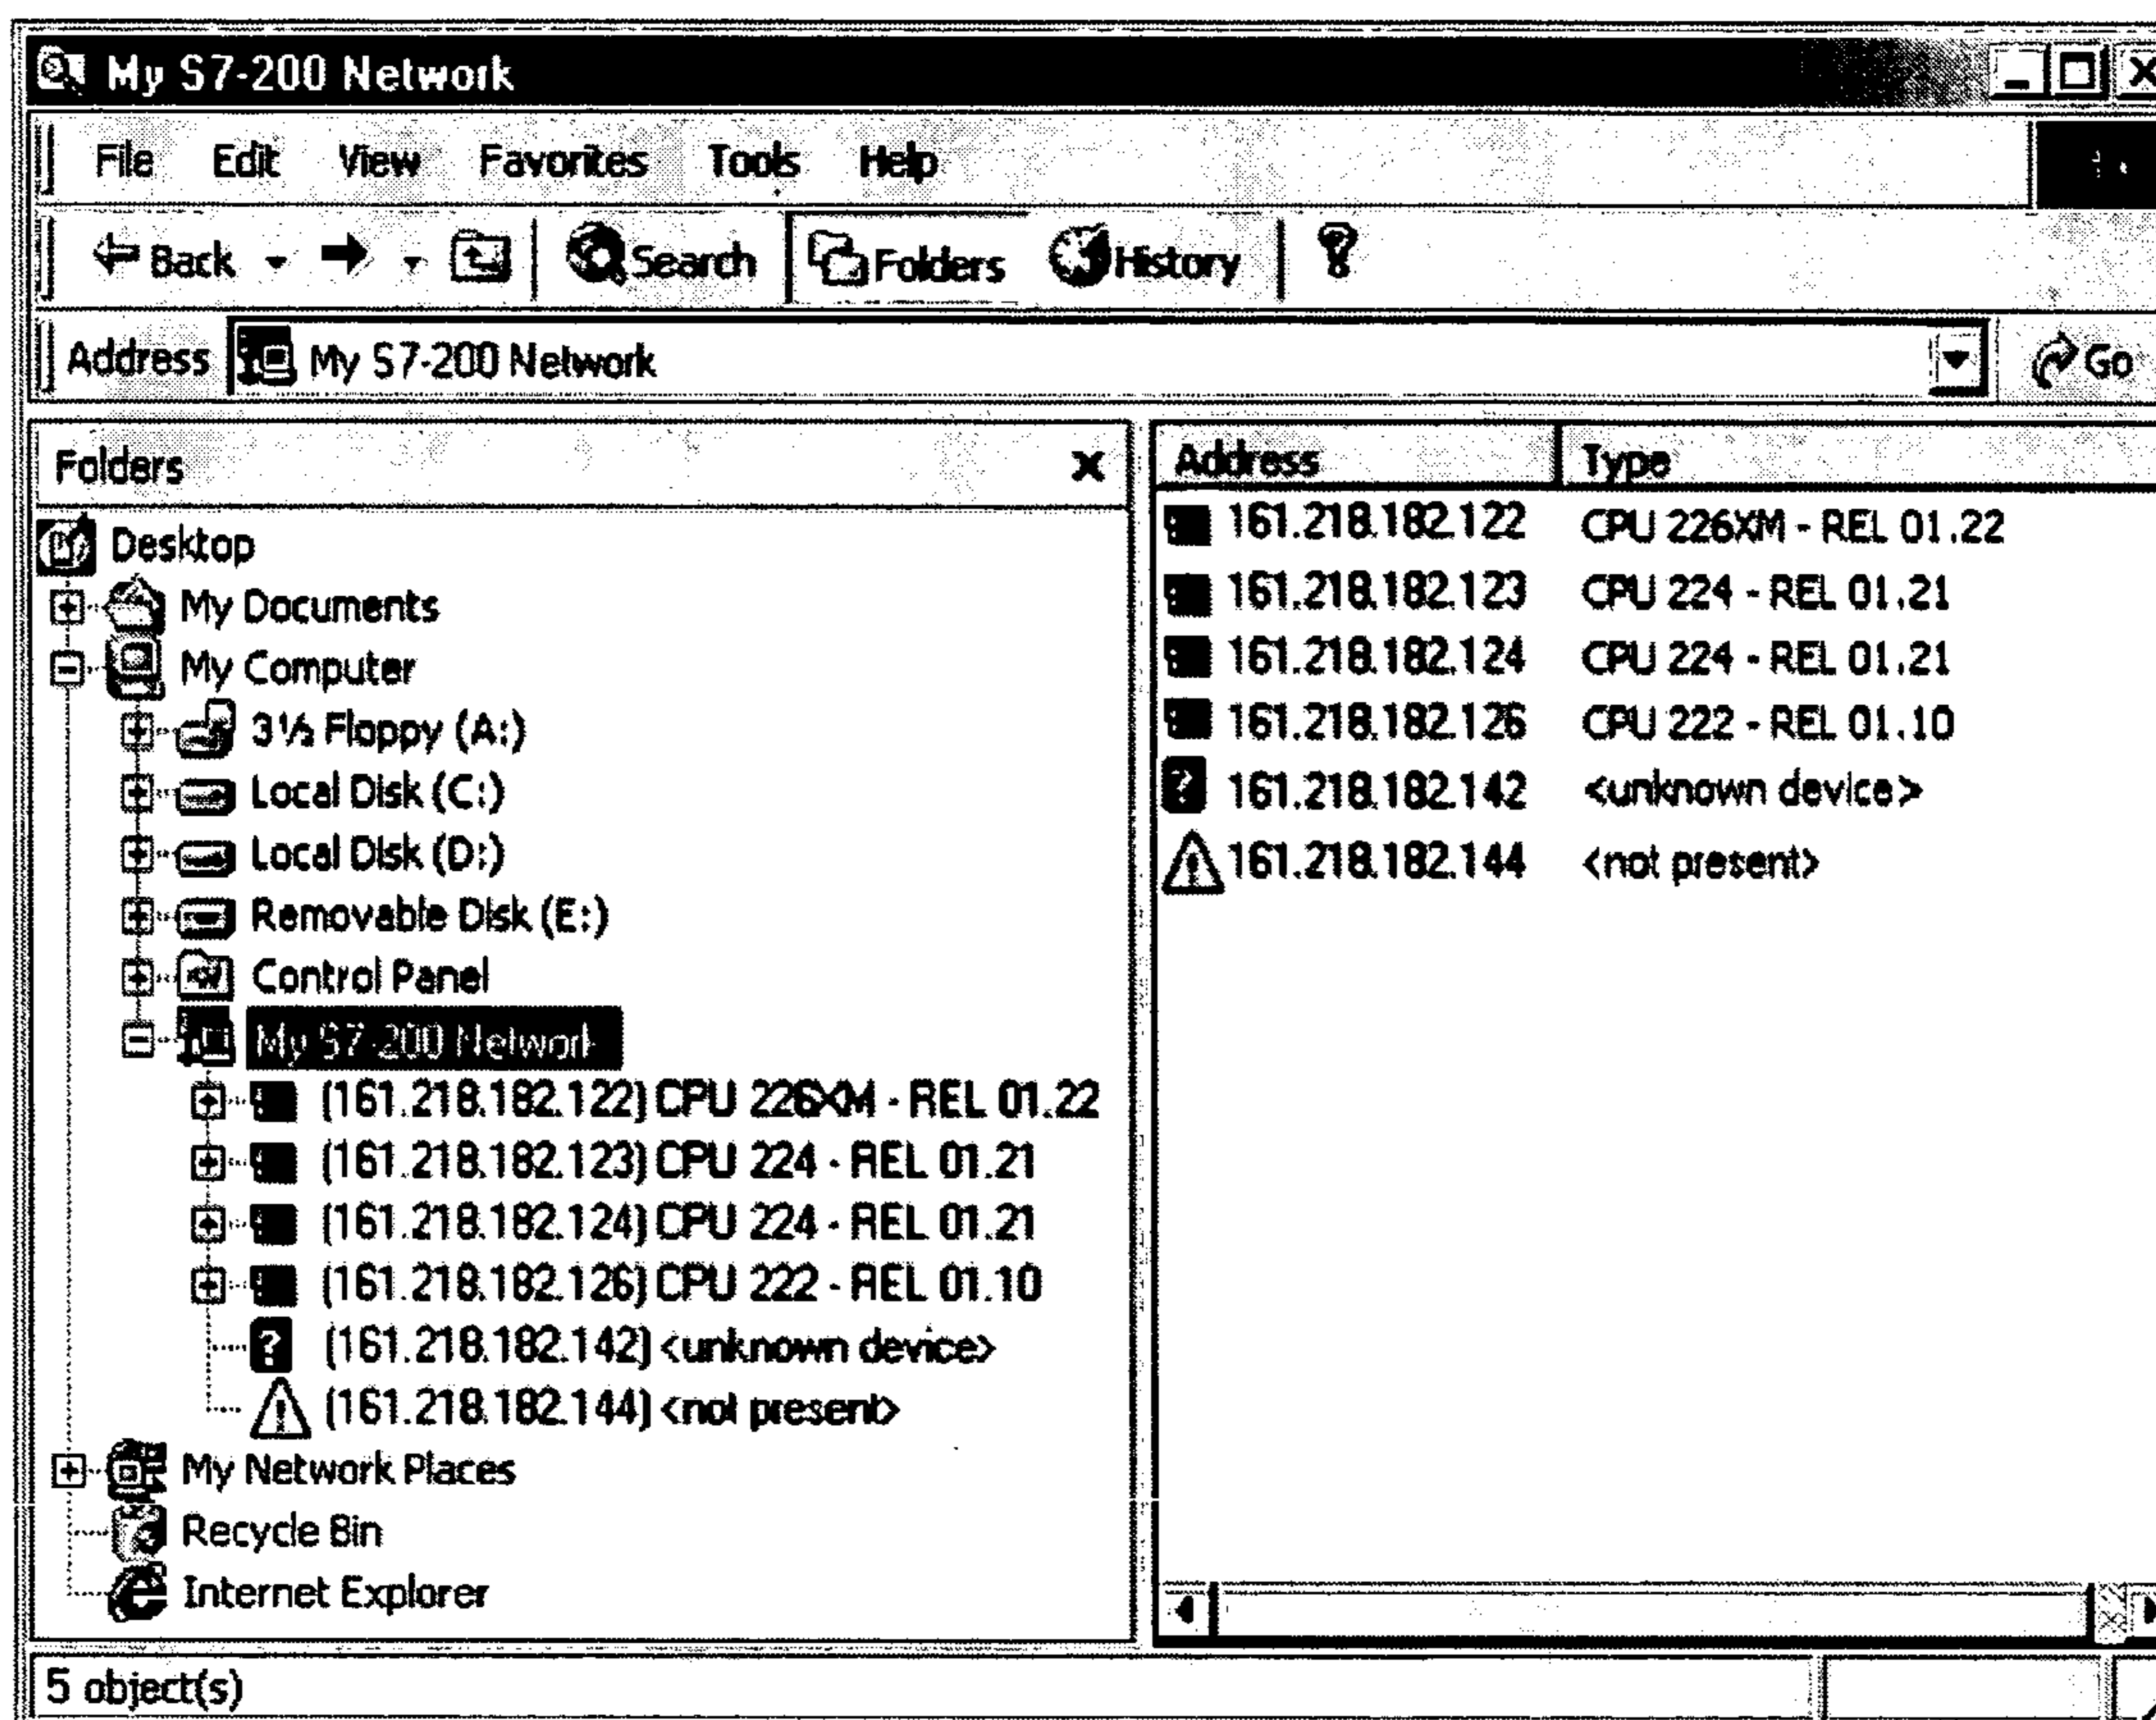 My S7-200 Network
File Edit View Favorites Tools Help
Back Search Folders History
Address My S7-200 Network Go
Folders
Desktop
My Documents
My Computer
3½ Floppy (A:)
Local Disk (C:)
Local Disk (D:)
Removable Disk (E:)
Control Panel
My S7-200 Network
(161.218.182.122) CPU 226XM - REL 01.22
(161.218.182.123) CPU 224 - REL 01.21
(161.218.182.124) CPU 224 - REL 01.21
(161.218.182.126) CPU 222 - REL 01.10
(161.218.182.142) <unknown device>
(161.218.182.144) <not present>
My Network Places
Recycle Bin
Internet Explorer
Address Type
161.218.182.122 CPU 226XM - REL 01.22
161.218.182.123 CPU 224 - REL 01.21
161.218.182.124 CPU 224 - REL 01.21
161.218.182.126 CPU 222 - REL 01.10
161.218.182.142 <unknown device>
161.218.182.144 <not present>
5 object(s)